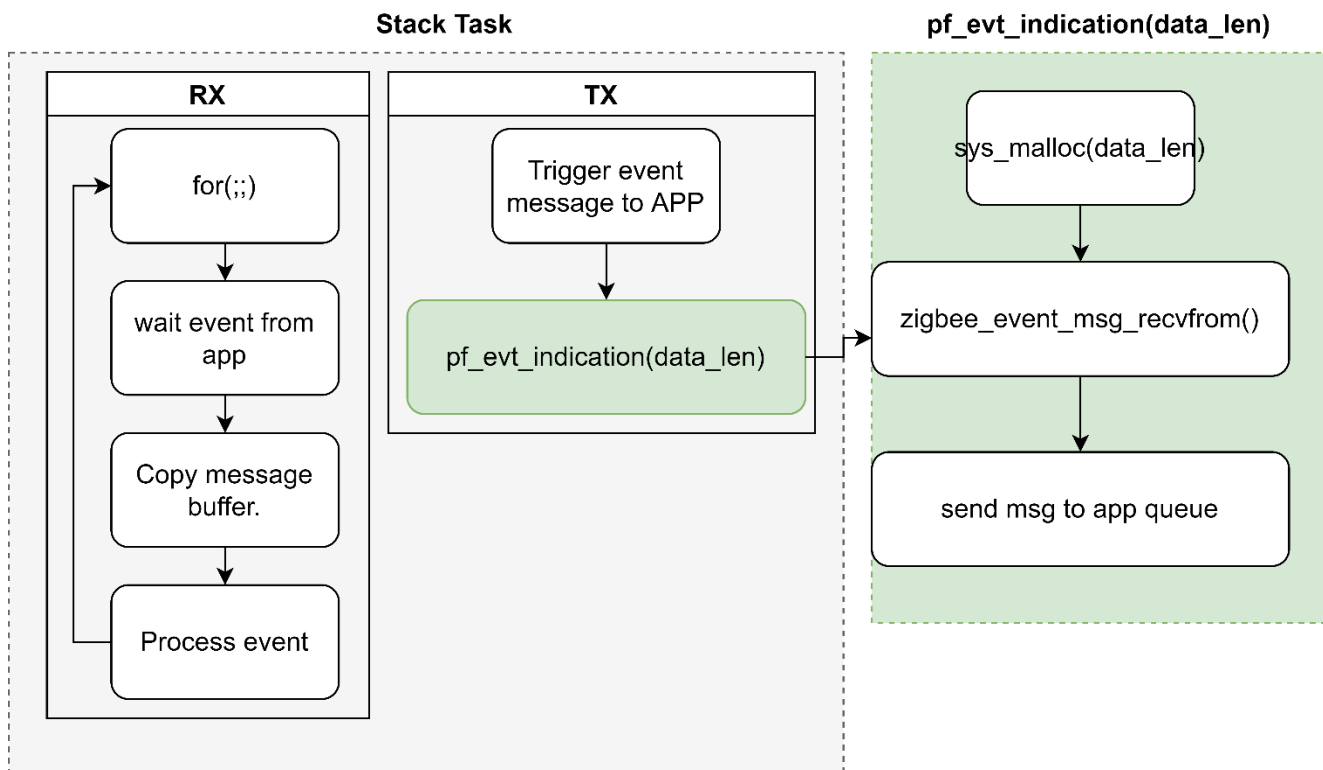 Stack Task
pf_evt_indication(data_len)
RX
for(;;)
wait event from
app
Copy message
buffer.
Process event
TX
Trigger event
message to APP
pf_evt_indication(data_len)
sys_malloc(data_len)
zigbee_event_msg_recvfrom()
send msg to app queue